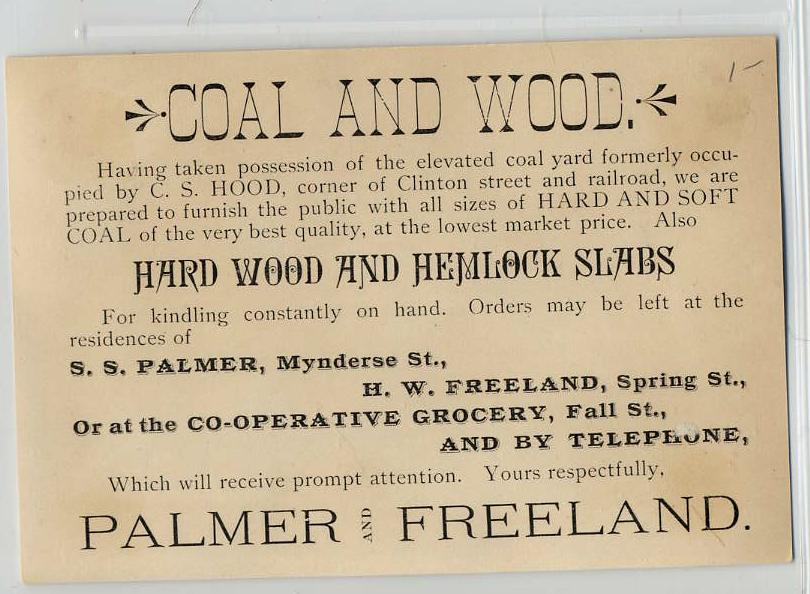 1-
COAL AND WOOD.
Having taken possession of the elevated coal yard formerly occu-
pied by C. S. HOOD, corner of Clinton street and railroad, we are
prepared to furnish the public with all sizes of HARD AND SOFT
COAL of the very best quality, at the lowest market price. Also
HARD WOOD AND HEMLOCK SLABS
For kindling constantly on hand. Orders may be left at the
residences of
S. S. PALMER, Mynderse St.,
H. W. FREELAND, Spring St.,
Or at the CO-OPERATIVE GROCERY, Fall St.,
AND BY TELEPHONE,
Which will receive prompt attention. Yours respectfully,
PALMER AND FREELAND.